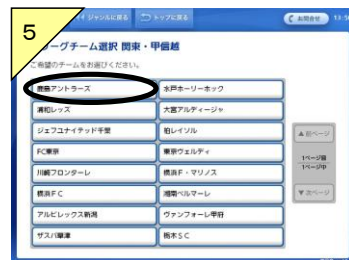 5
ジャンルに戻る
トップに戻る
お問合せ
13:50
ーグチーム選択 関東・甲信越
ご希望のチームをお選びください。
鹿島アントラーズ
水戸ホーリーホック
浦和レッズ
大宮アルディージャ
ジェフユナイテッド千葉
柏レイソル
▲前ページ
FC東京
東京ヴェルディ
1ページ目
1ページ中
川崎フロンターレ
横浜F・マリノス
横浜FC
湘南ベルマーレ
▼次ページ
アルビレックス新潟
ヴァンフォーレ甲府
ザスパ草津
栃木SC